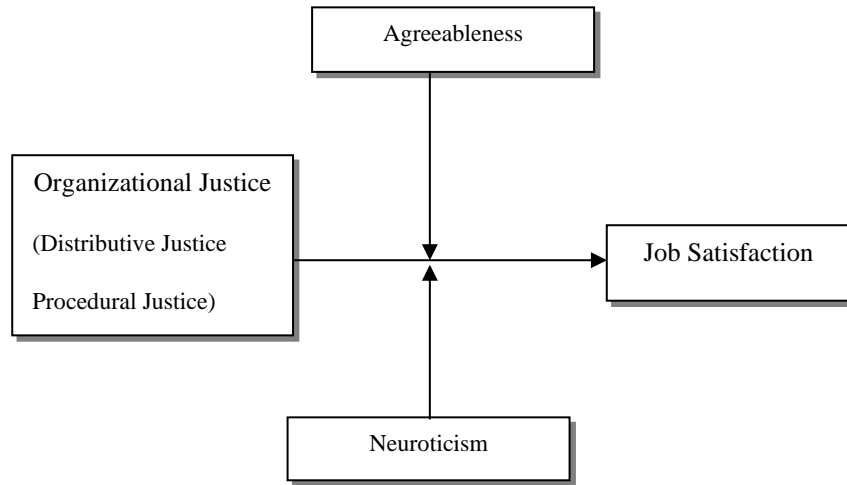 Agreeableness
Organizational Justice
(Distributive Justice
Procedural Justice)
Job Satisfaction
Neuroticism